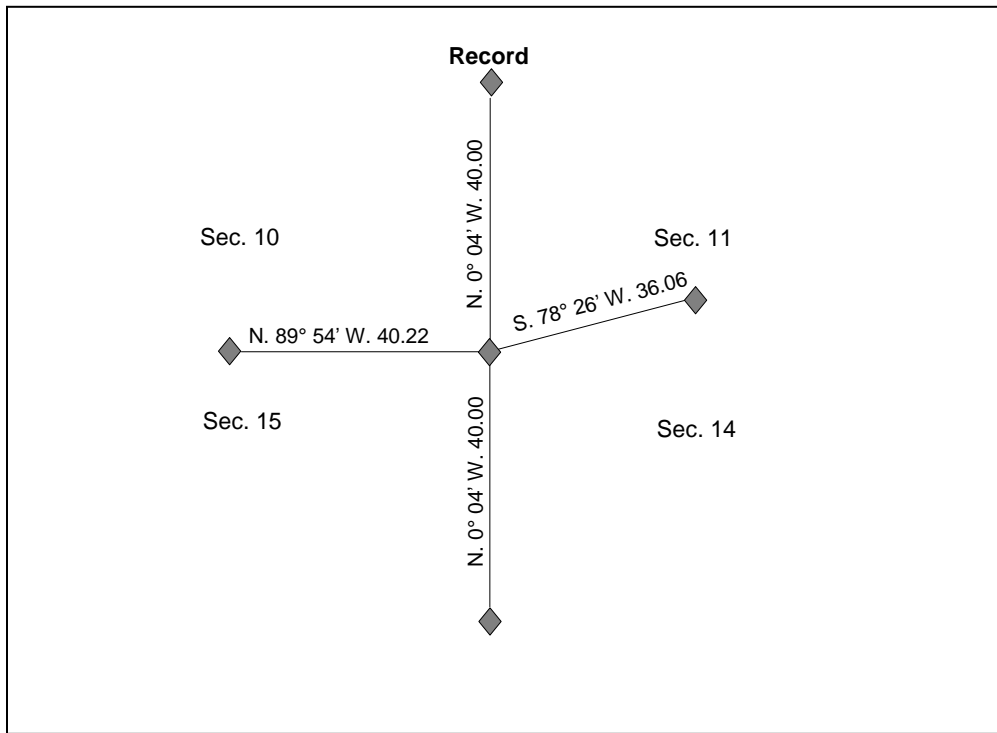 Record
N. 0° 04’ W. 40.00
Sec. 10
Sec. 11
S. 78° 26’ W. 36.06
N. 89° 54’ W. 40.22
Sec. 15
Sec. 14
N. 0° 04’ W. 40.00